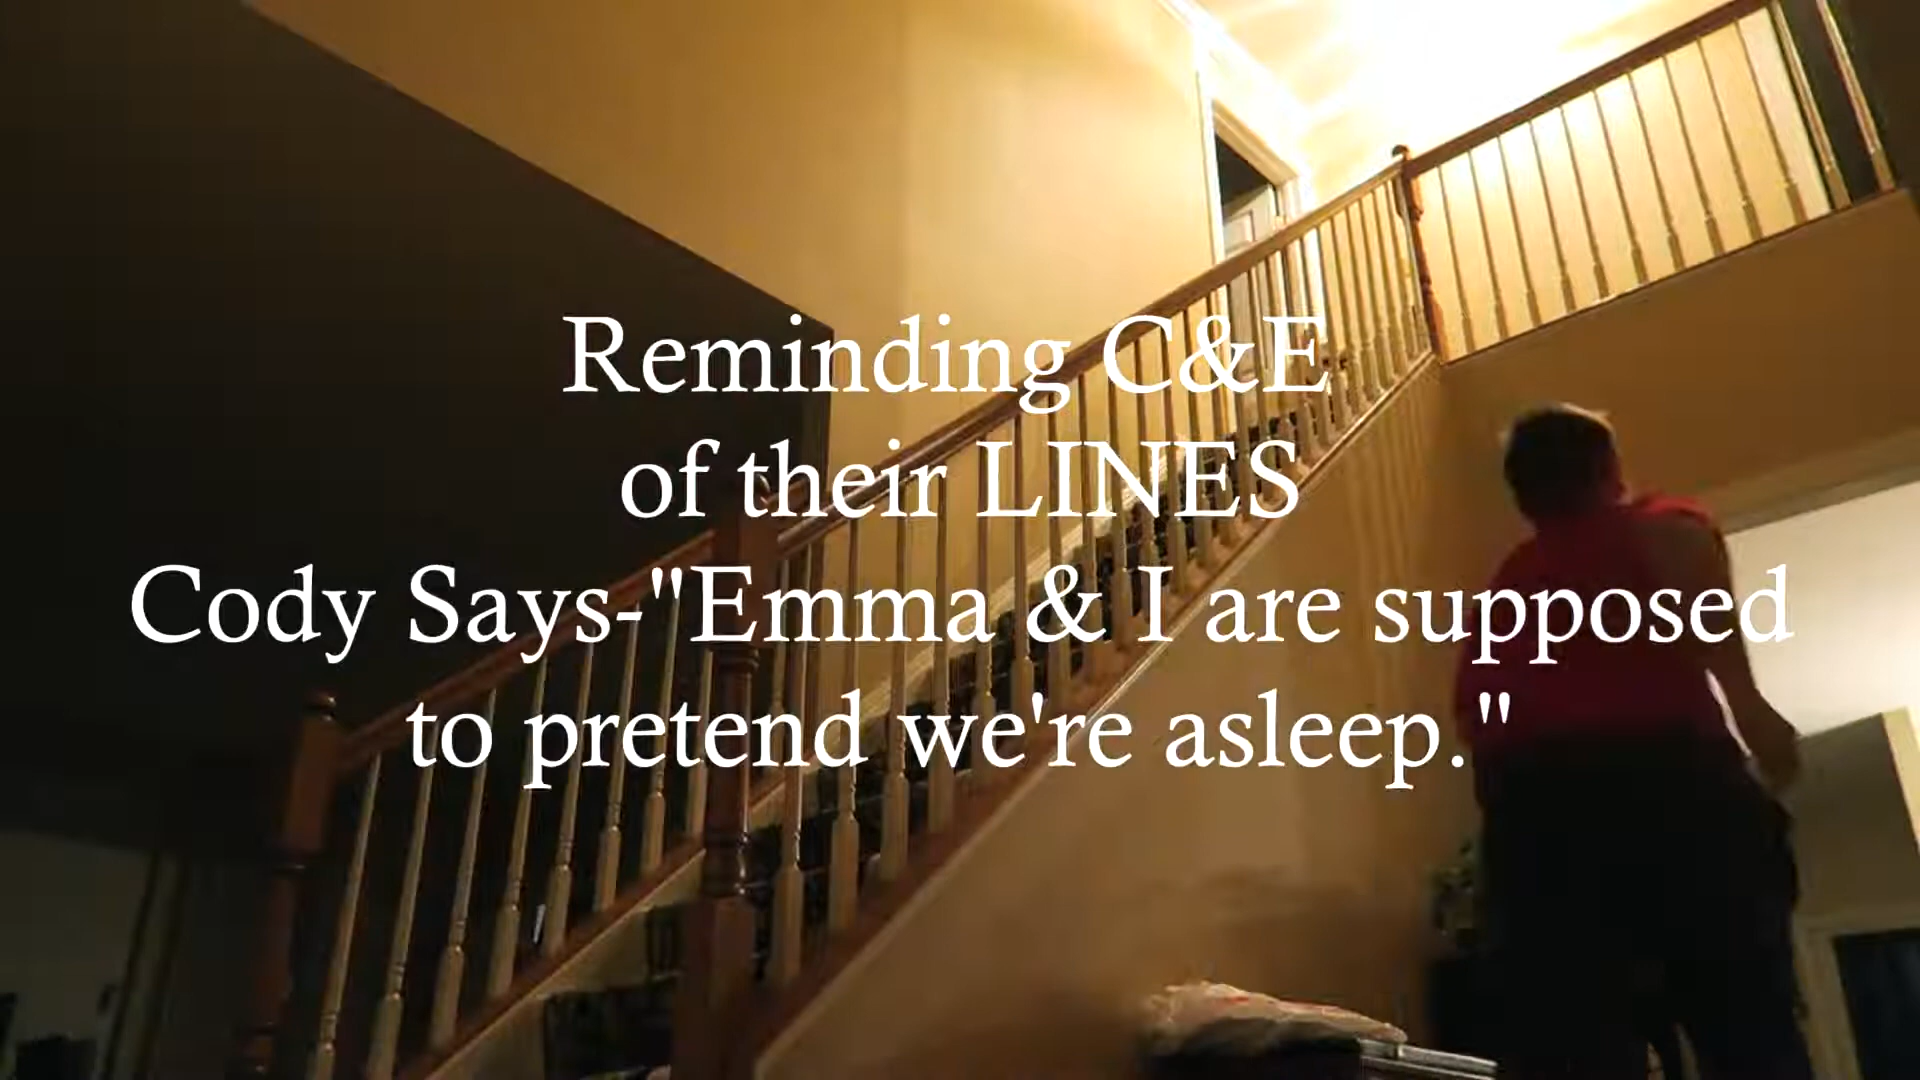 Reminding C&E
of their LINES
Cody Says-"Emma & I are supposed
to pretend we're asleep."